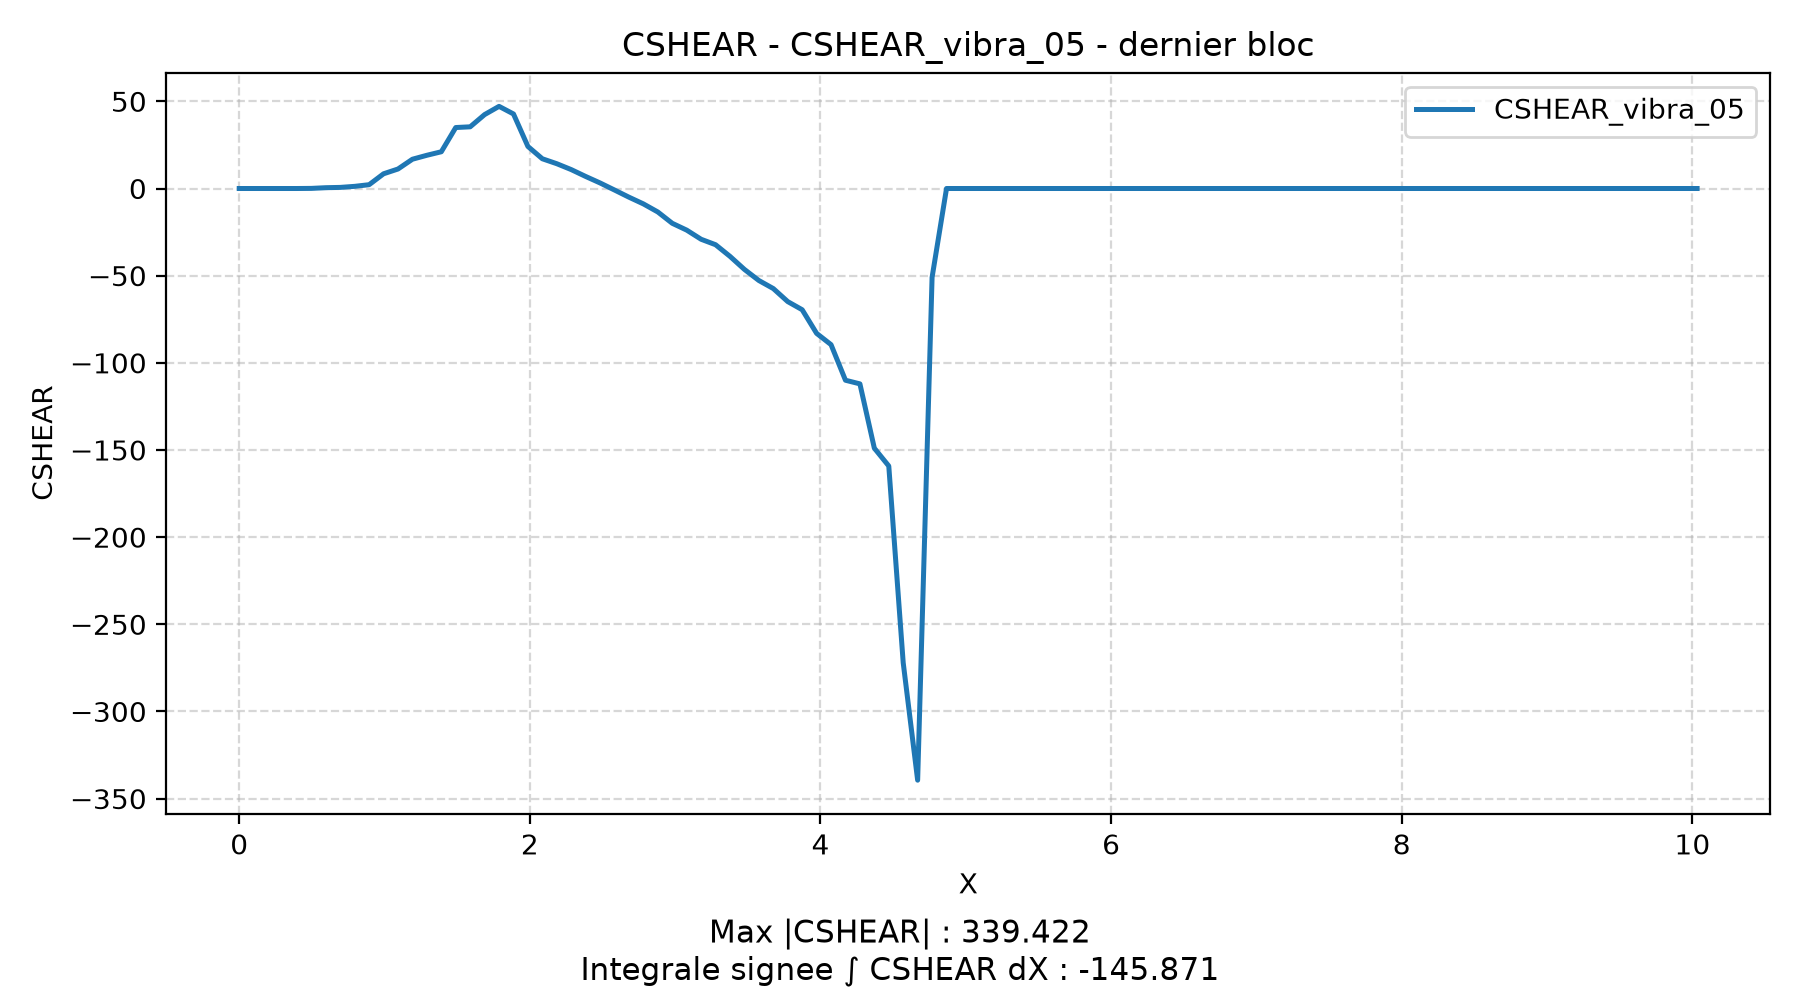 CSHEAR - CSHEAR_vibra_05 - dernier bloc
CSHEAR_vibra_05
50
0
−50
−100
−150
−200
−250
−300
−350
CSHEAR
0 2 4 6 8 10
X
Max |CSHEAR| : 339.422
Integrale signee ∫ CSHEAR dX : -145.871